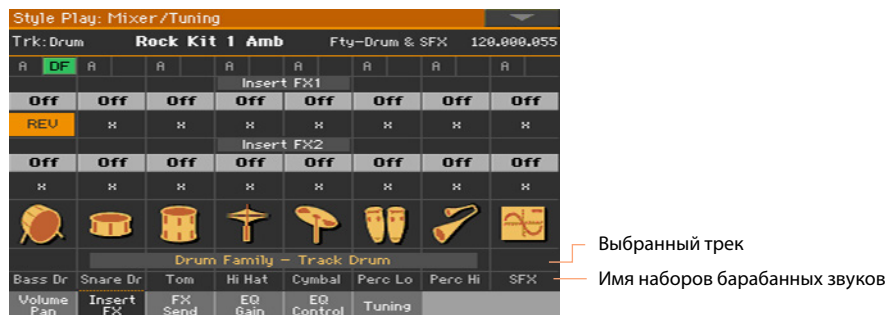 Style Play: Mixer/Tuning
Trk:Drum Rock Kit 1 Amb Fty-Drum & SFX 120.000.055
A DF A A A A A A A
Insert FX1
Off Off Off Off Off Off Off Off
REV x x x x x x x
Insert FX2
Off Off Off Off Off Off Off Off
x x x x x x x x
Drum Family - Track Drum
Выбранный трек
Bass Dr Snare Dr Tom Hi Hat Cymbal Perc Lo Perc Hi SFX
Имя наборов барабанных звуков
Volume Pan Insert FX FX Send EQ Gain EQ Control Tuning